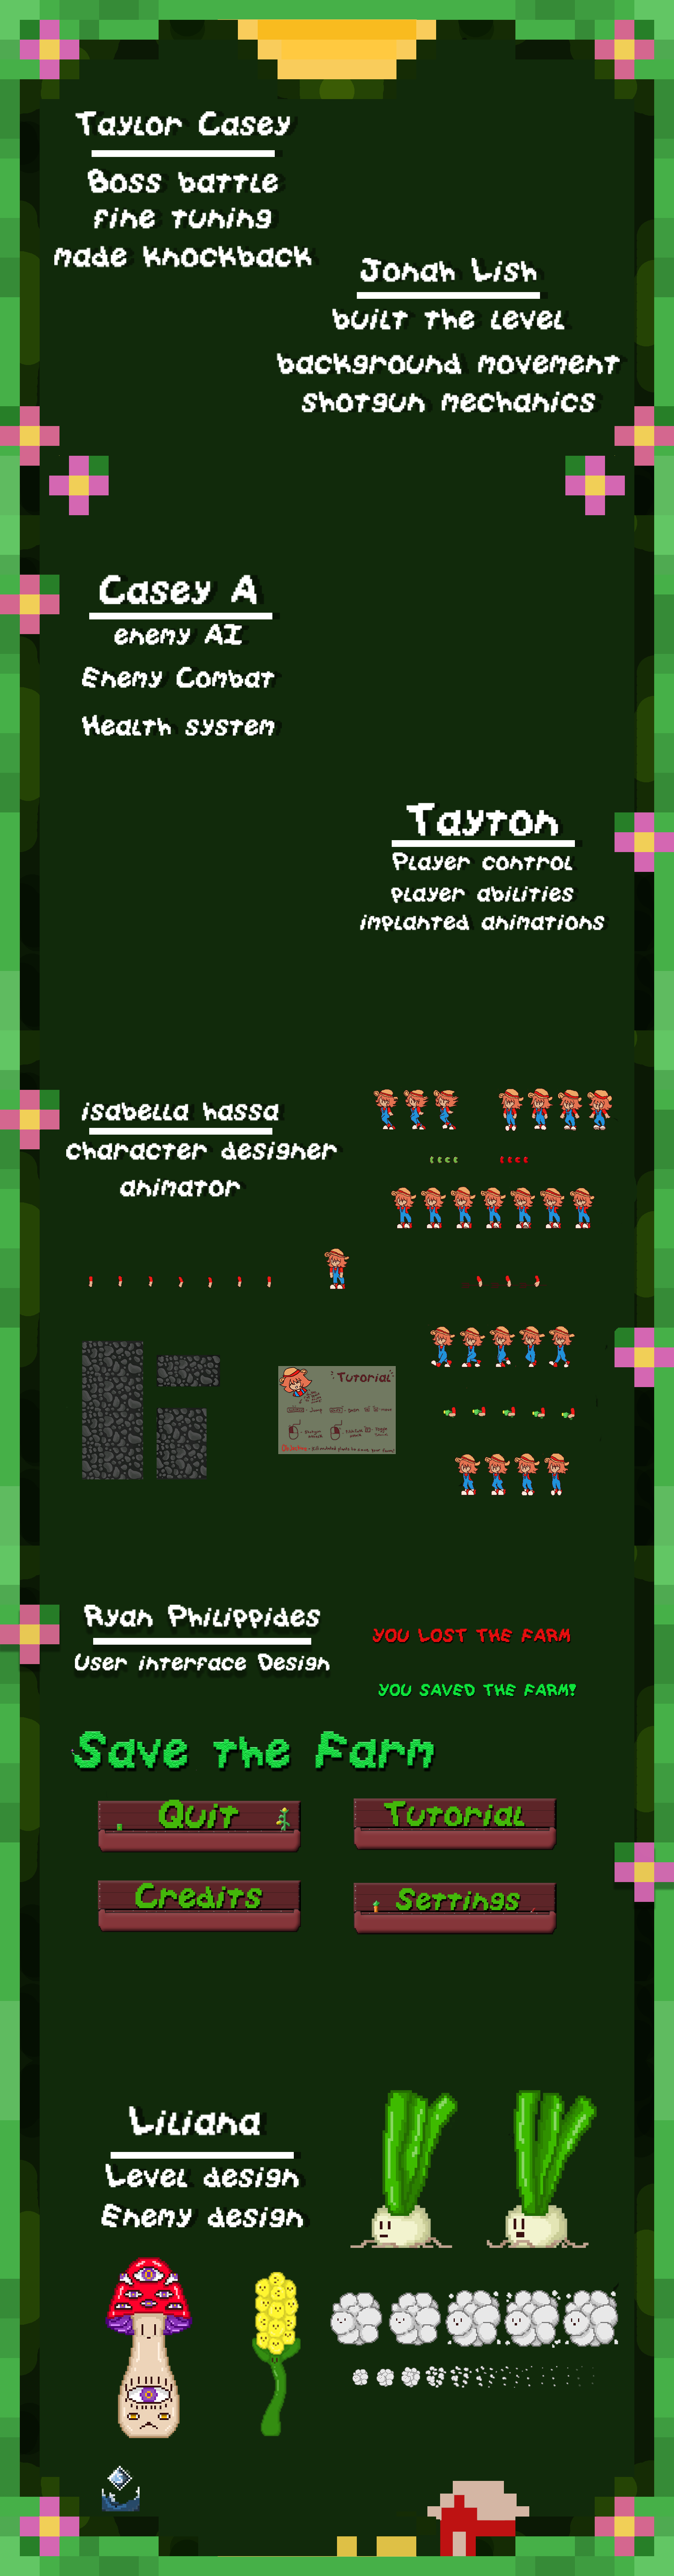 Taylor Casey
Boss battle
fine tuning
made knockback
Jonah Lish
built the level
background movement
shotgun mechanics
Casey A
enemy AI
Enemy Combat
Health system
Tayton
Player control
player abilities
implanted animations
isabella hassa
character designer
animator
Tutorial
Ryan Philippides
User interface Design
YOU LOST THE FARM
YOU SAVED THE FARM!
Save the Farm
Quit
Tutorial
Credits
Settings
Liliana
Level design
Enemy design